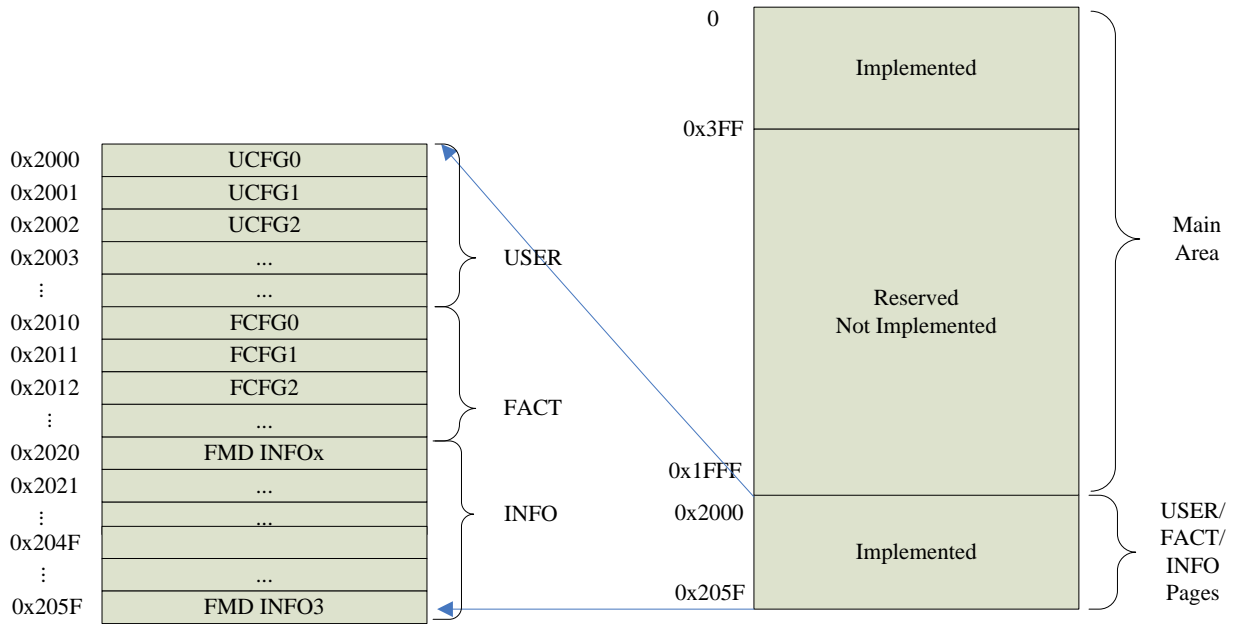 0x2000 UCFG0
0x2001 UCFG1
0x2002 UCFG2
0x2003 ...
⋮ ...
0x2010 FCFG0
0x2011 FCFG1
0x2012 FCFG2
⋮ ...
0x2020 FMD INFOx
0x2021 ...
⋮ ...
0x204F
⋮ ...
0x205F FMD INFO3
USER
FACT
INFO
0
Implemented
0x3FF
Reserved
Not Implemented
0x1FFF
0x2000
Implemented
0x205F
Main
Area
USER/
FACT/
INFO
Pages